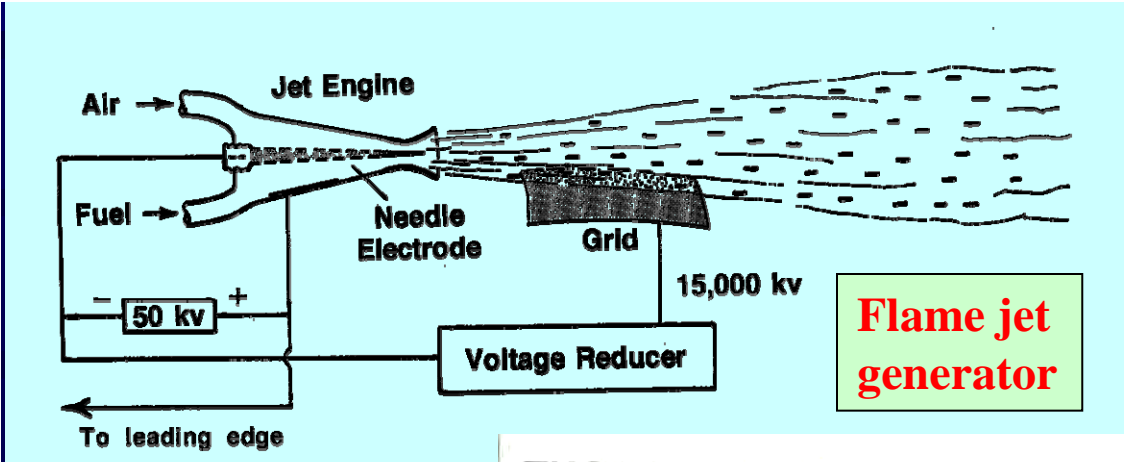 Jet Engine
Air
Fuel
Needle
Electrode
Grid
15,000 kv
- 50 kv +
Voltage Reducer
To leading edge
Flame jet
generator